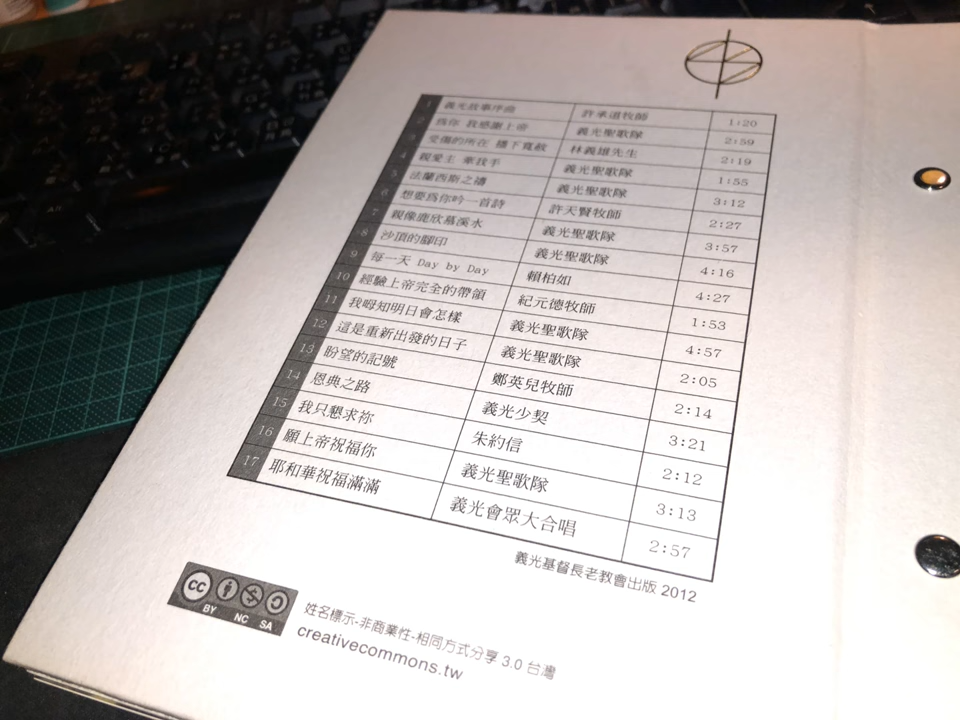 1 義光故事序曲 許承道牧師 1:20
2 為你 我感謝上帝 義光聖歌隊 2:59
3 受傷的所在 播下寬赦 林義雄先生 2:19
4 親愛主 牽我手 義光聖歌隊 1:55
5 法蘭西斯之禱 義光聖歌隊 3:12
6 想要為你吟一首詩 許天賢牧師 2:27
7 親像鹿欣慕溪水 義光聖歌隊 3:57
8 沙頂的腳印 義光聖歌隊 4:16
9 每一天 Day by Day 賴柏如 4:27
10 經驗上帝完全的帶領 紀元德牧師 1:53
11 我呣知明日會怎樣 義光聖歌隊 4:57
12 這是重新出發的日子 義光聖歌隊 2:05
13 盼望的記號 鄭英兒牧師 2:14
14 恩典之路 義光少契 3:21
15 我只懇求祢 朱約信 2:12
16 願上帝祝福你 義光聖歌隊 3:13
17 耶和華祝福滿滿 義光會眾大合唱 2:57
義光基督長老教會出版 2012
cc BY NC SA
姓名標示-非商業性-相同方式分享 3.0 台灣
creativecommons.tw